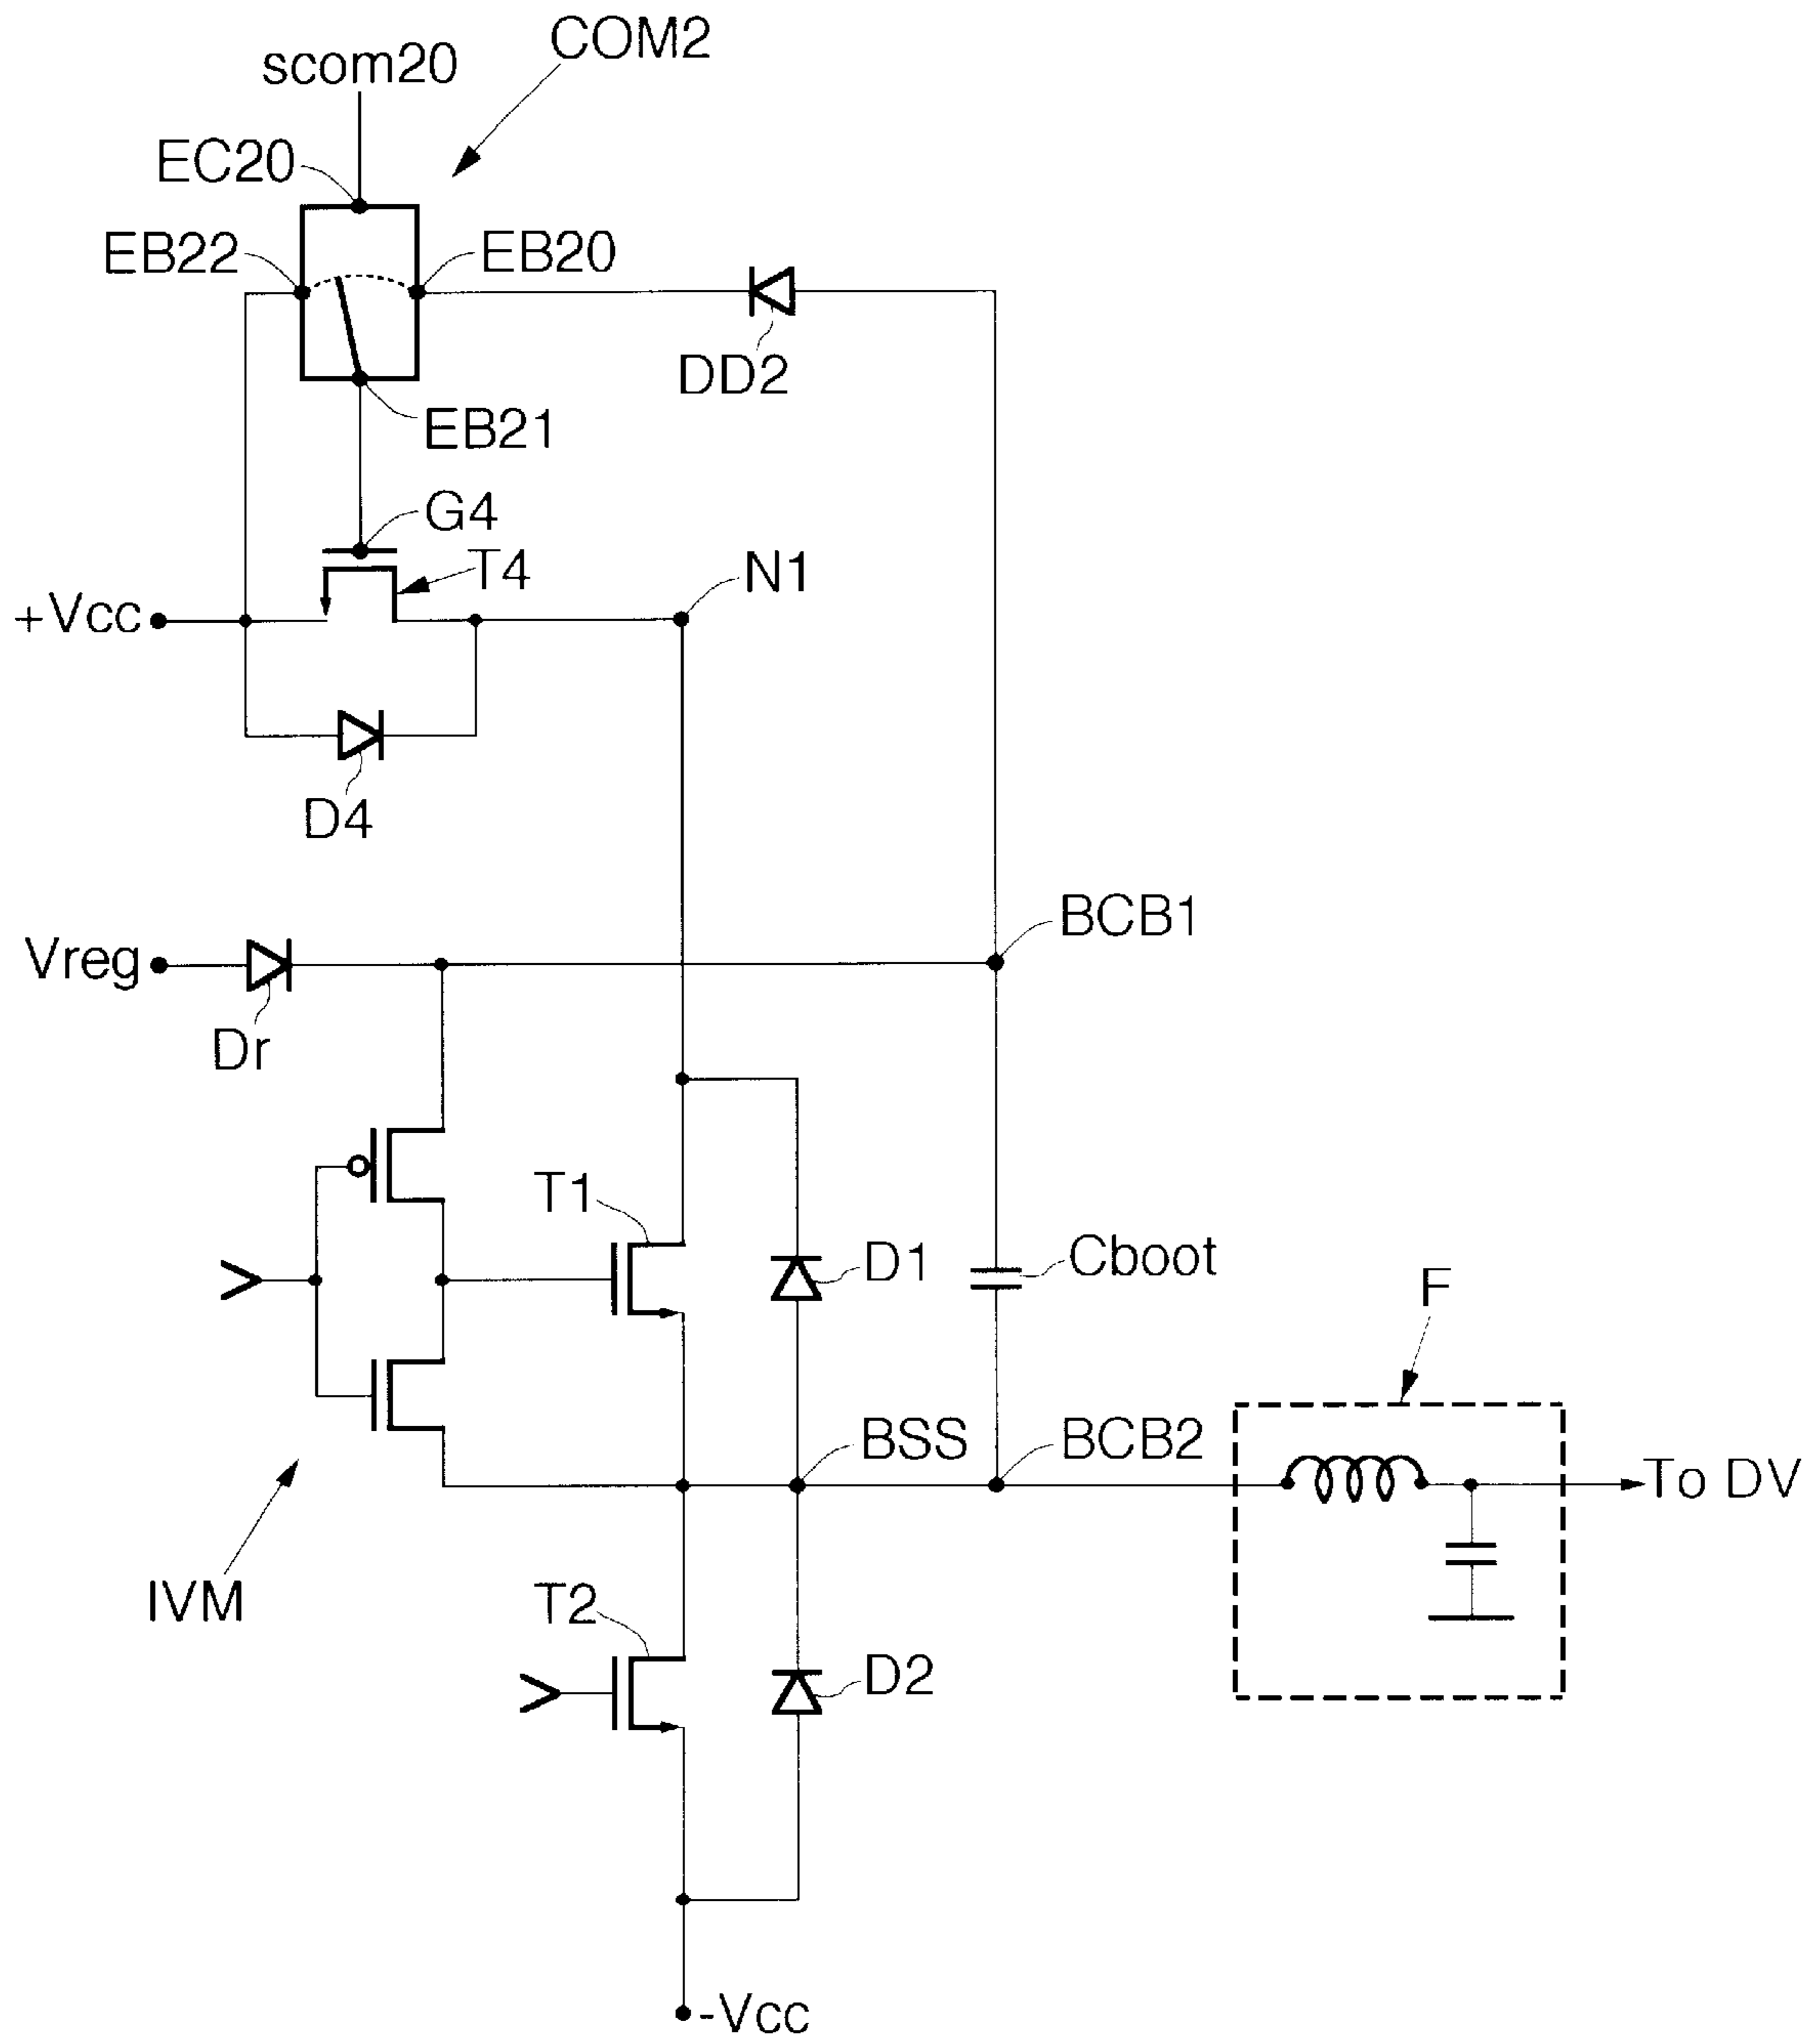 COM2
scom20
EC20
EB22
EB20
DD2
EB21
G4
T4
N1
+Vcc
D4
BCB1
Vreg
Dr
T1
D1
Cboot
F
BSS
BCB2
To DV
IVM
T2
D2
-Vcc